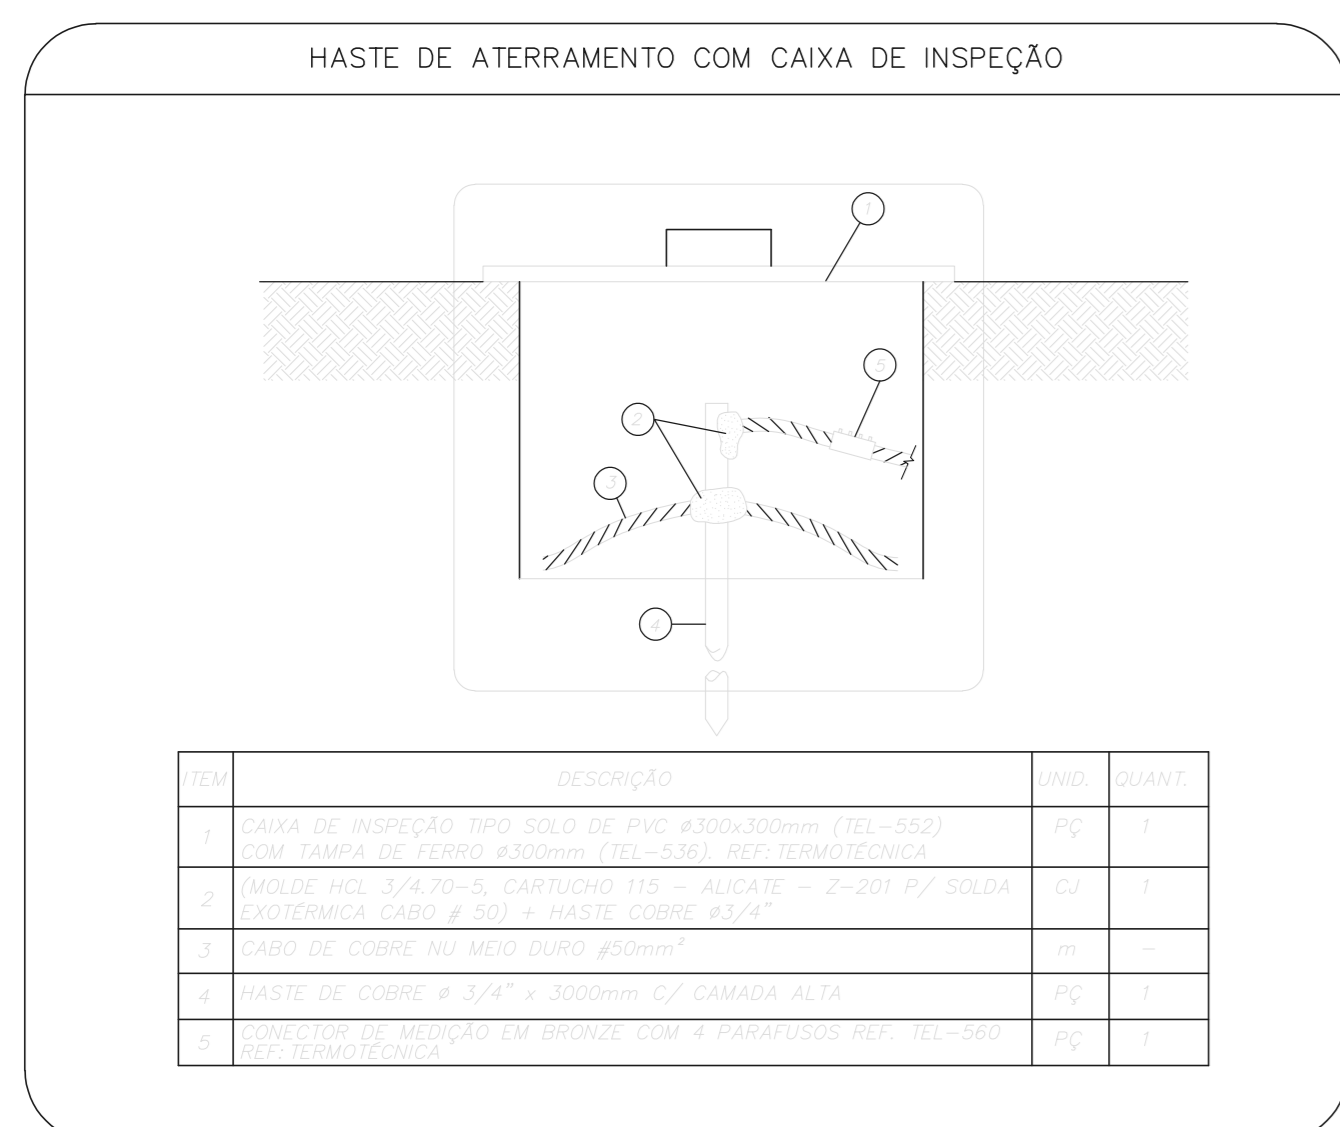 HASTE DE ATERRAMENTO COM CAIXA DE INSPEÇÃO
1
5
2
3
4
ITEM DESCRIÇÃO UNID. QUANT.
1 CAIXA DE INSPEÇÃO TIPO SOLO DE PVC ø300x300mm (TEL-552) PÇ 1
COM TAMPA DE FERRO ø300mm (TEL-536). REF: TERMOTÉCNICA
2 (MOLDE HCL 3/4.70-5, CARTUCHO 115 - ALICATE - Z-201 P/ SOLDA CJ 1
EXOTÉRMICA CABO # 50) + HASTE COBRE ø3/4"
3 CABO DE COBRE NU MEIO DURO #50mm² m -
4 HASTE DE COBRE ø 3/4" x 3000mm C/ CAMADA ALTA PÇ 1
5 CONECTOR DE MEDIÇÃO EM BRONZE COM 4 PARAFUSOS REF. TEL-560 PÇ 1
REF: TERMOTÉCNICA